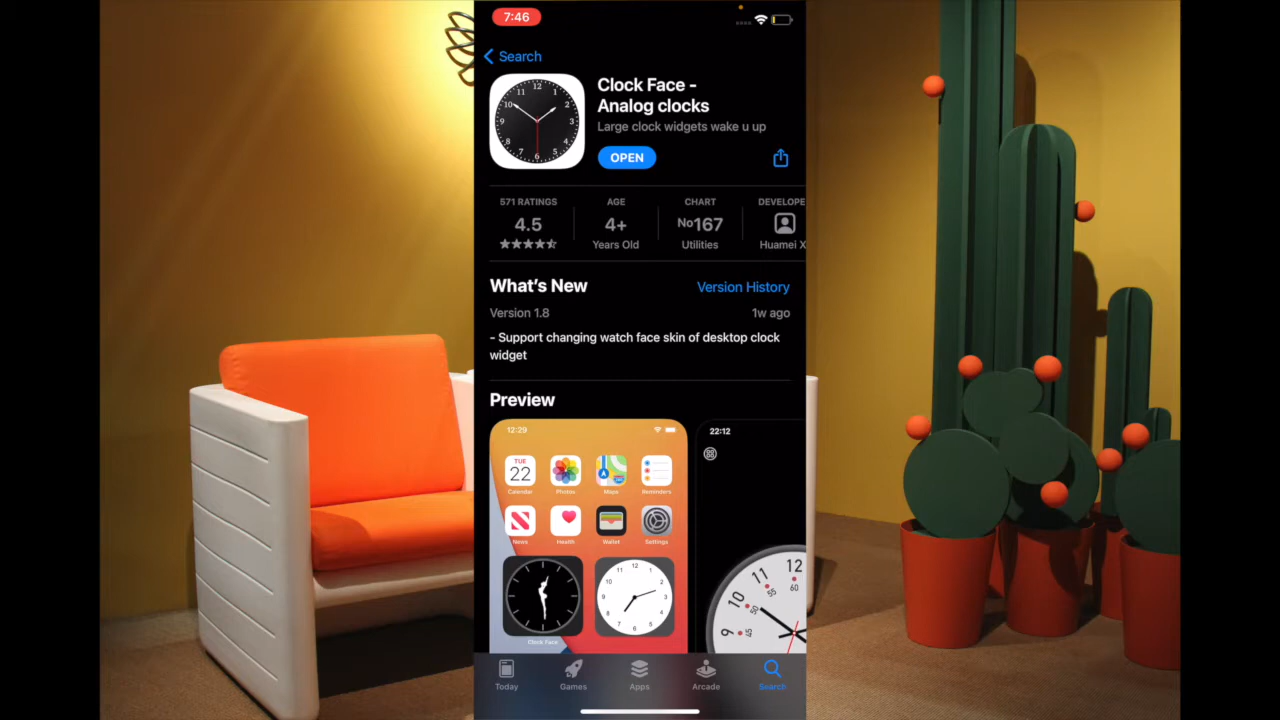 7:46
Search
Clock Face -
Analog clocks
Large clock widgets wake u up
OPEN
571 RATINGS
4.5
AGE
4+
Years Old
CHART
No167
Utilities
DEVELOPE
Huamei X
What's New
Version History
Version 1.8
1w ago
- Support changing watch face skin of desktop clock
widget
Preview
12:29
TUE
22
Calendar
Photos
Maps
Reminders
News
Health
Wallet
Settings
Clock Face
22:12
Today
Games
Apps
Arcade
Search